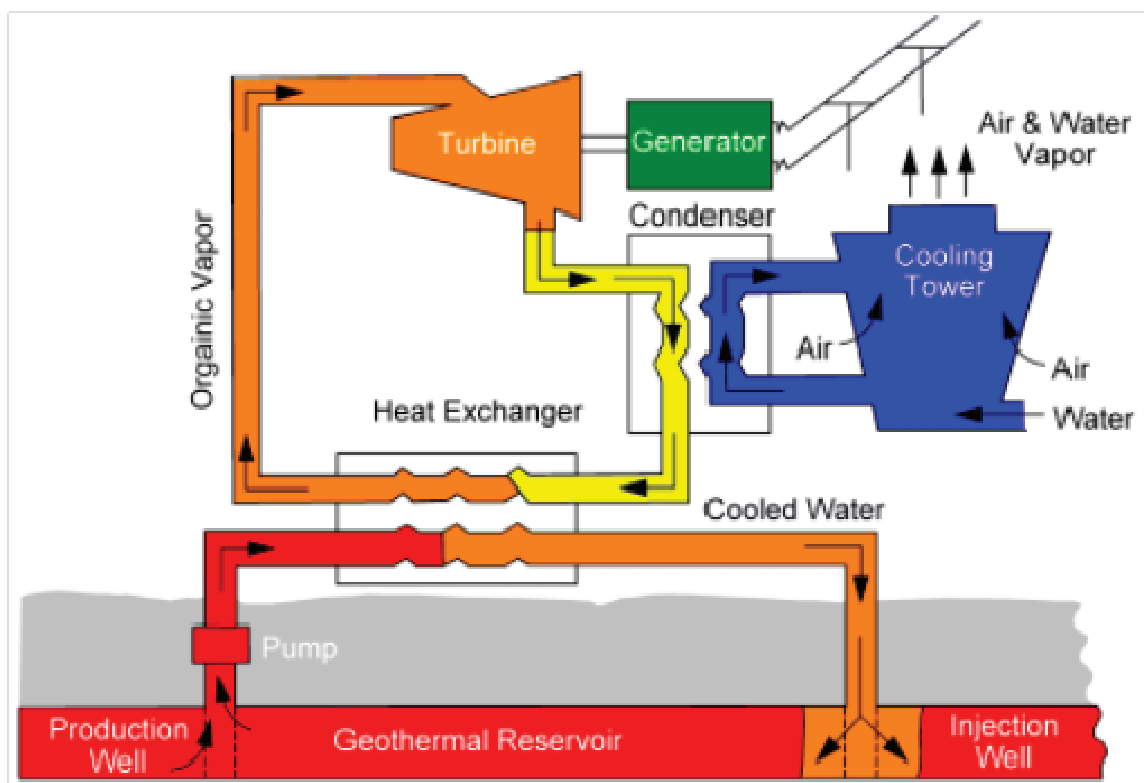 Turbine
Generator
Air & Water
Vapor
Condenser
Cooling
Tower
Orgainic Vapor
Air
Air
Heat Exchanger
Water
Cooled Water
Pump
Production
Well
Geothermal Reservoir
Injection
Well